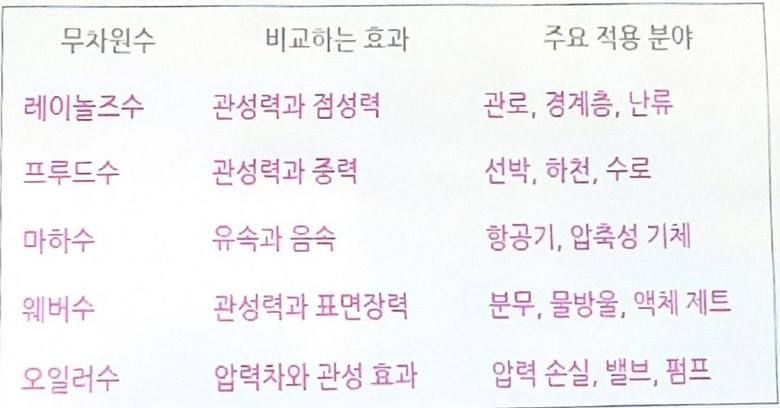 무차원수 비교하는 효과 주요 적용 분야
레이놀즈수 관성력과 점성력 관로, 경계층, 난류
프루드수 관성력과 중력 선박, 하천, 수로
마하수 유속과 음속 항공기, 압축성 기체
웨버수 관성력과 표면장력 분무, 물방울, 액체 제트
오일러수 압력차와 관성 효과 압력 손실, 밸브, 펌프